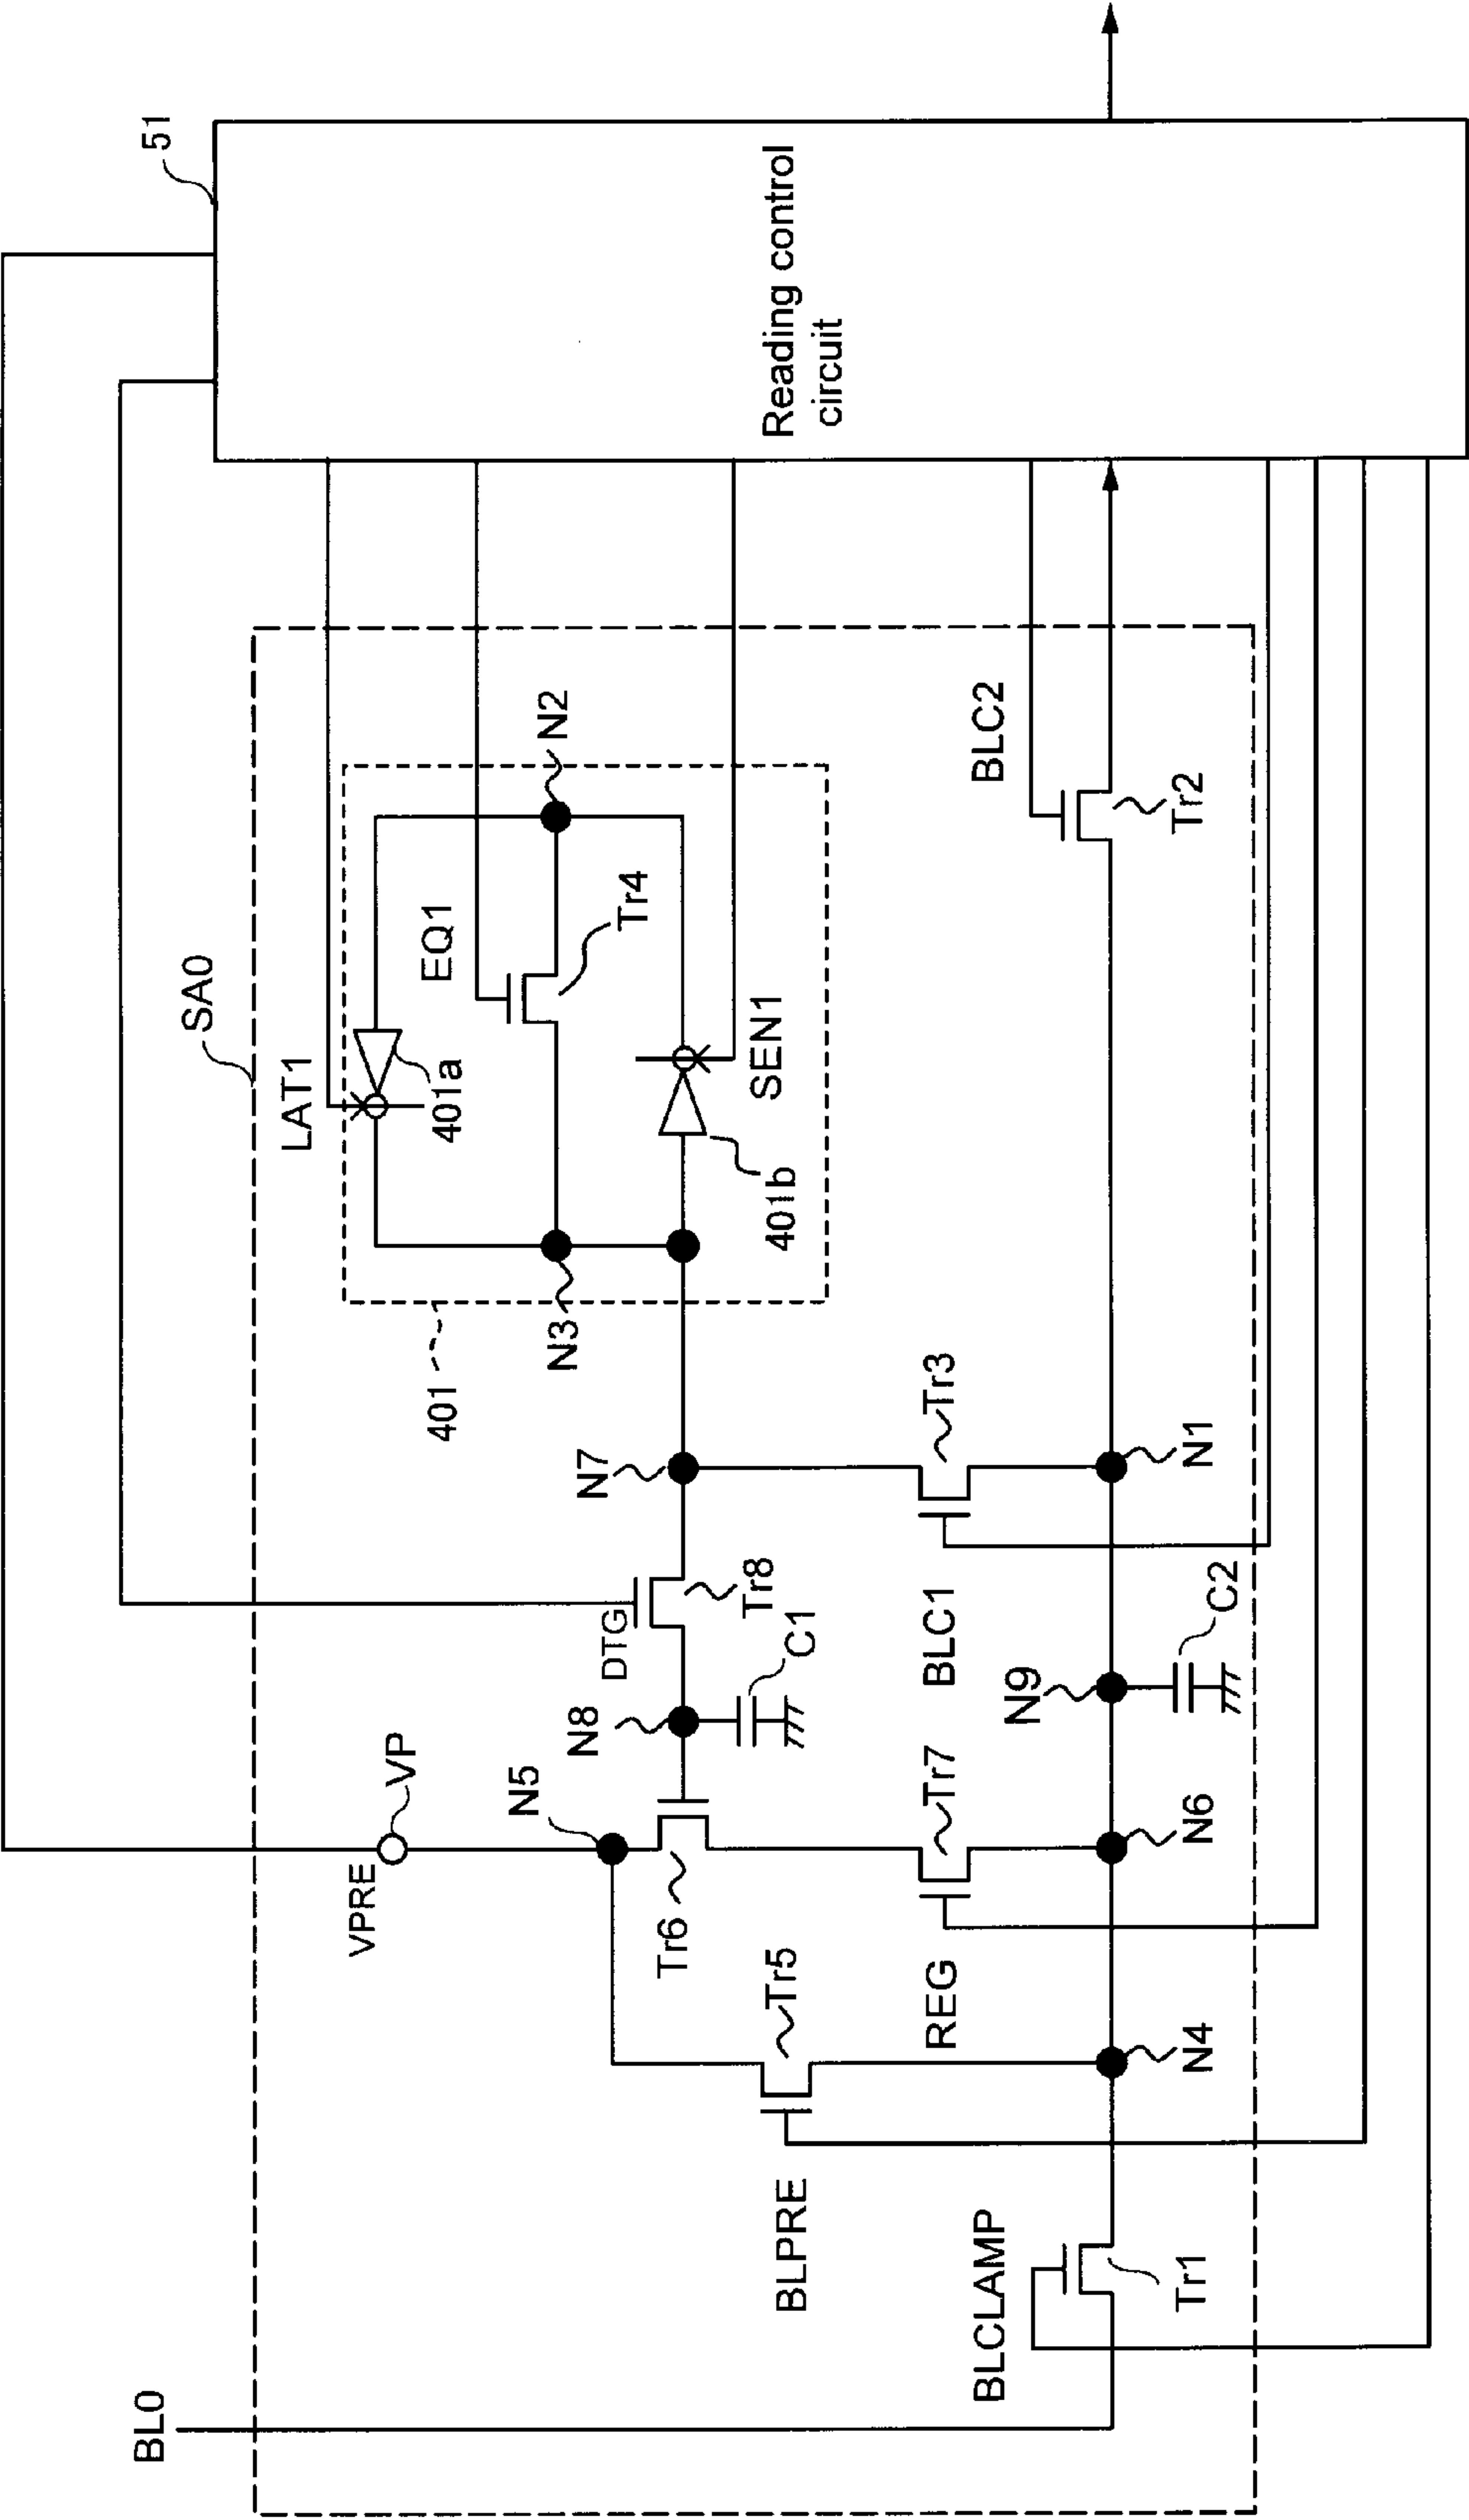 BL0
SA0
51
VPRE
VP
LAT1
401a
EQ1
N2
Tr4
401
N3
401b
SEN1
N5
N8
DTG
Tr8
C1
N7
Tr6
Tr5
Tr7
Tr3
BLPRE
REG
BLC1
BLC2
BLCLAMP
Tr1
N4
N6
N9
C2
N1
Tr2
Reading control
circuit